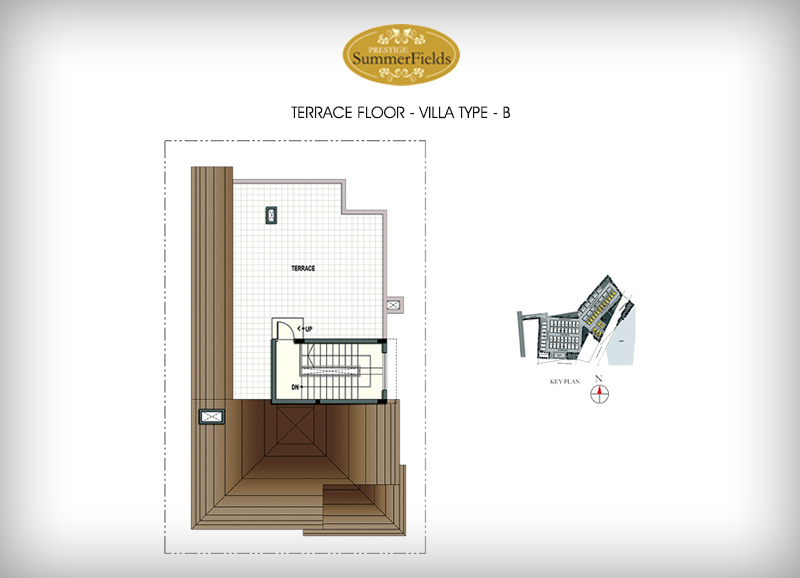 PRESTIGE
SummerFields
TERRACE FLOOR - VILLA TYPE - B
TERRACE
UP
DN
KEY PLAN
N